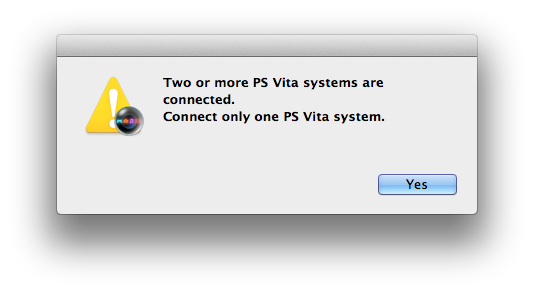 Two or more PS Vita systems are
connected.
Connect only one PS Vita system.
Yes